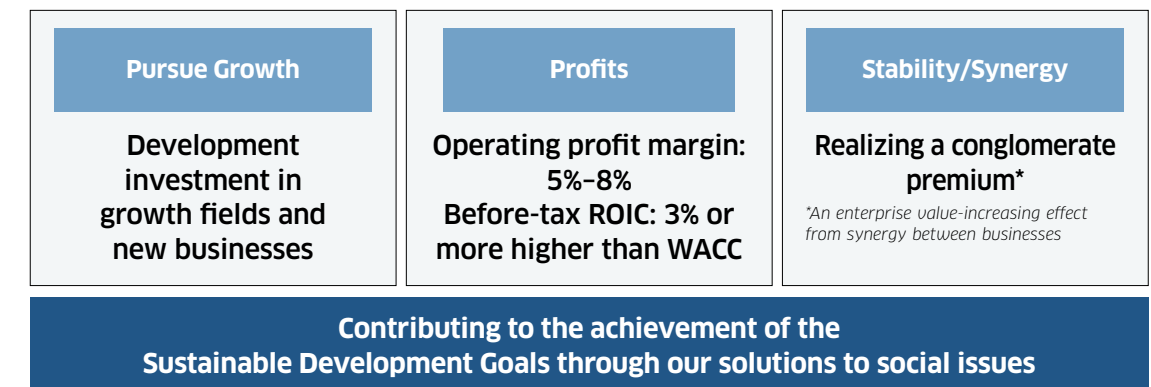 Pursue Growth
Development
investment in
growth fields and
new businesses
Profits
Operating profit margin:
5%–8%
Before-tax ROIC: 3% or
more higher than WACC
Stability/Synergy
Realizing a conglomerate
premium*
*An enterprise value-increasing effect
from synergy between businesses
Contributing to the achievement of the
Sustainable Development Goals through our solutions to social issues